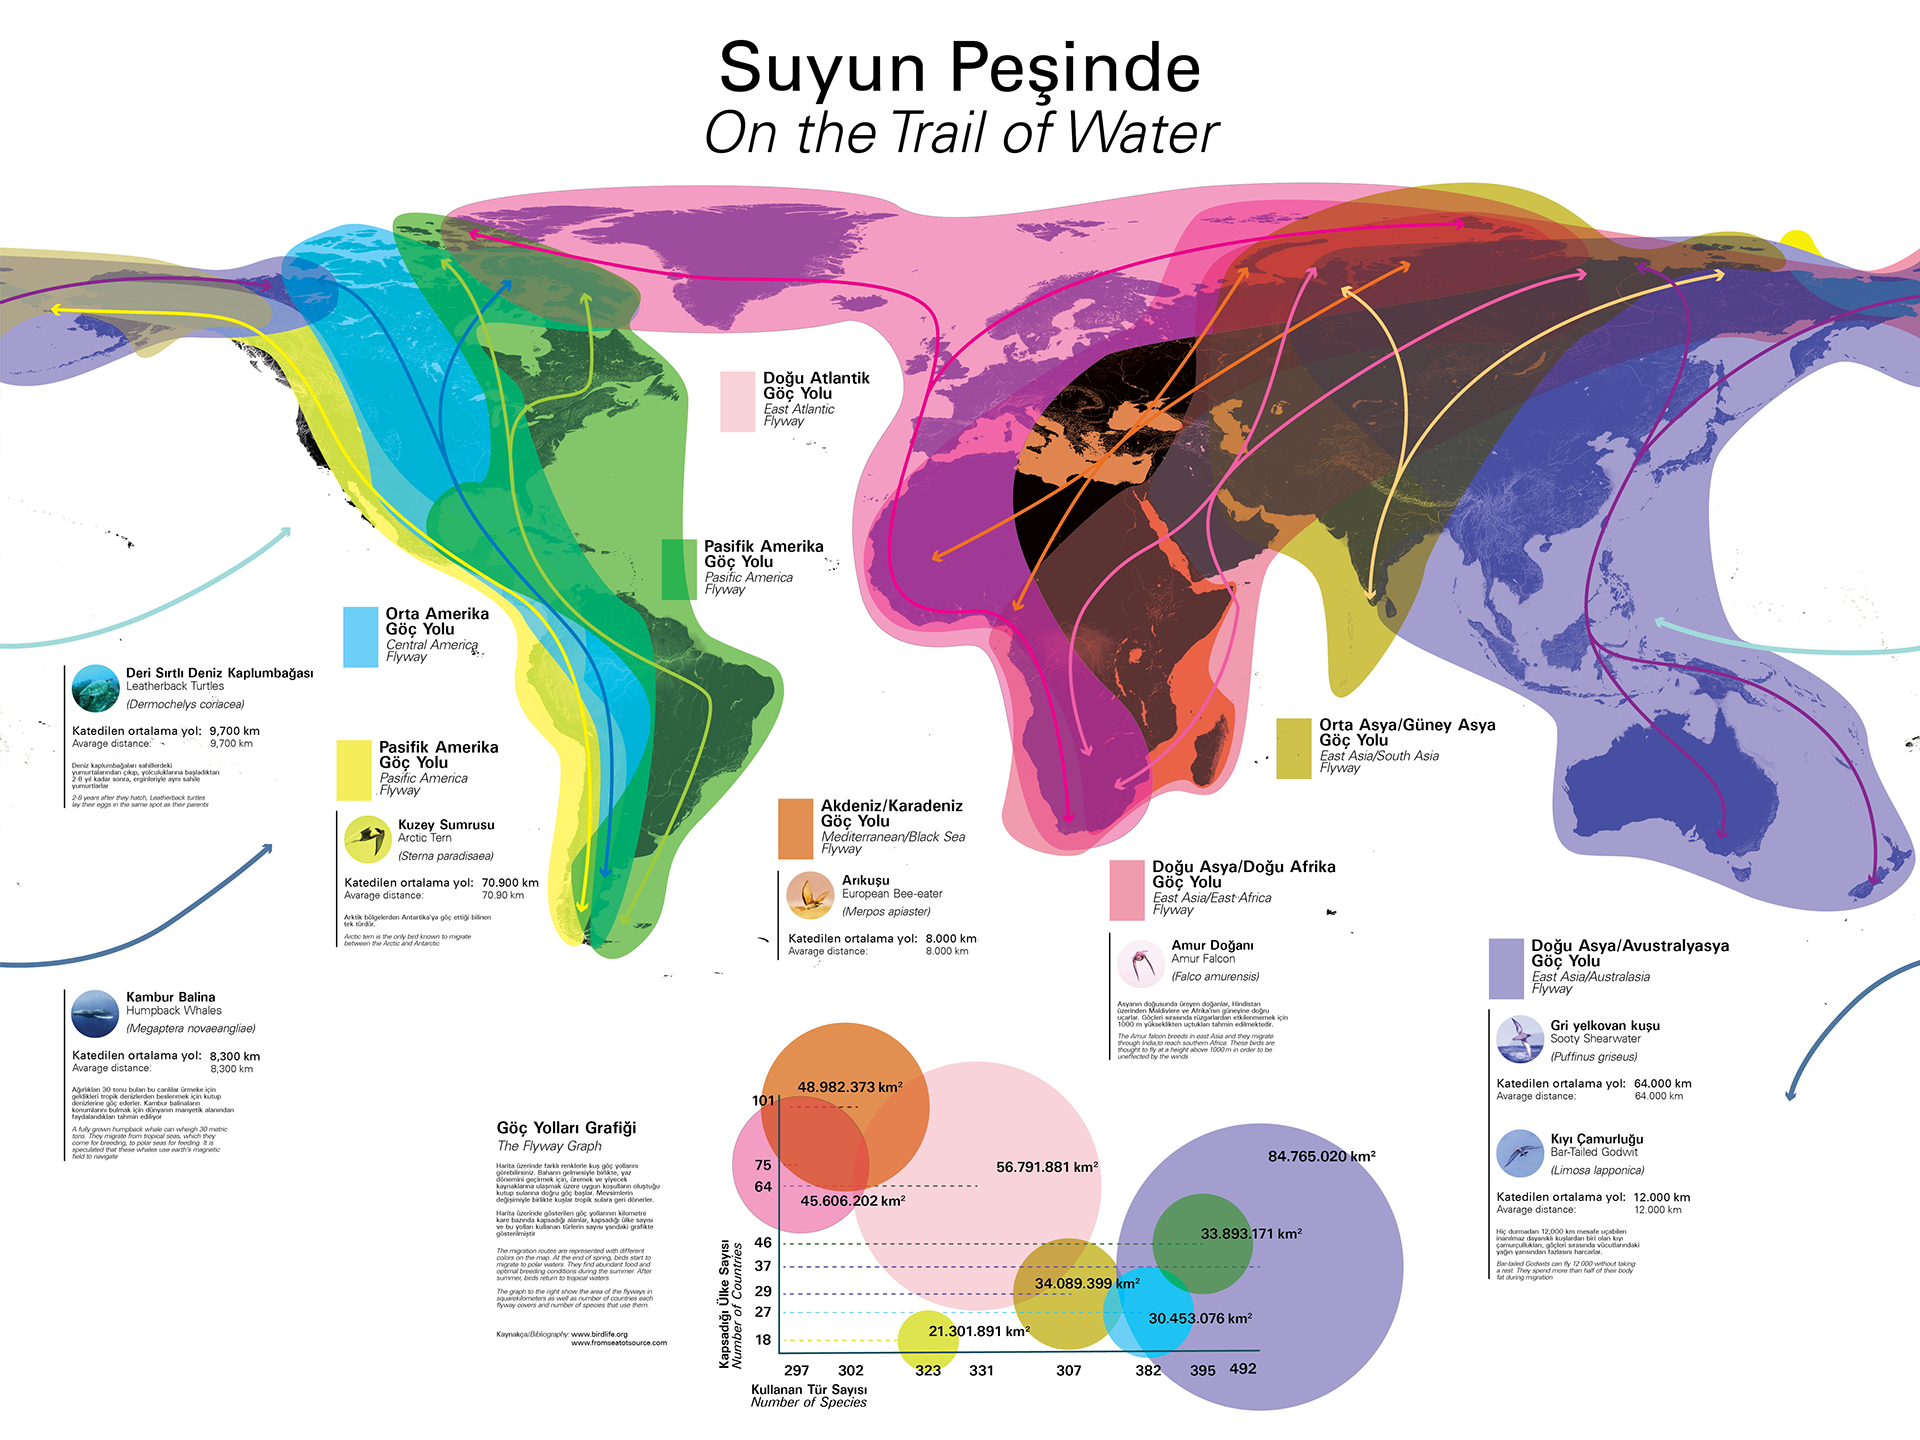 Suyun Peşinde
On the Trail of Water
Doğu Atlantik
Göç Yolu
East Atlantic
Flyway
Pasifik Amerika
Göç Yolu
Pasific America
Flyway
Orta Amerika
Göç Yolu
Central America
Flyway
Deri Sırtlı Deniz Kaplumbağası
Leatherback Turtles
(Dermochelys coriacea)
Katedilen ortalama yol: 9,700 km
Avarage distance: 9,700 km
Deniz kaplumbağaları sahillerdeki
yumurtalarından çıkıp, yolculuklarına başladıktan
2-8 yıl kadar sonra, erginleriyle aynı sahile
yumurtlarlar
2-8 years after they hatch, Leatherback turtles
lay their eggs in the same spot as their parents
Pasifik Amerika
Göç Yolu
Pasific America
Flyway
Kuzey Sumrusu
Arctic Tern
(Sterna paradisaea)
Katedilen ortalama yol: 70.900 km
Avarage distance: 70.90 km
Arktik bölgelerden Antartika'ya göç ettiği bilinen
tek türdür.
Arctic tern is the only bird known to migrate
between the Arctic and Antarctic
Orta Asya/Güney Asya
Göç Yolu
East Asia/South Asia
Flyway
Akdeniz/Karadeniz
Göç Yolu
Mediterranean/Black Sea
Flyway
Arıkuşu
European Bee-eater
(Merpos apiaster)
Katedilen ortalama yol: 8.000 km
Avarage distance: 8.000 km
Doğu Asya/Doğu Afrika
Göç Yolu
East Asia/East Africa
Flyway
Amur Doğanı
Amur Falcon
(Falco amurensis)
Asyanın doğusunda üreyen doğanlar, Hindistan
üzerinden Maldivlere ve Afrika'nın güneyine doğru
uçarlar. Göçleri sırasında rüzgarlardan etkilenmemek için
1000 m yükseklikten uçtukları tahmin edilmektedir.
The Amur falcon breeds in east Asia and they migrate
through India,to reach southern Africa. These birds are
thought to fly at a height above 1000 m in order to be
uneffected by the winds
Doğu Asya/Avustralyasya
Göç Yolu
East Asia/Australasia
Flyway
Gri yelkovan kuşu
Sooty Shearwater
(Puffinus griseus)
Katedilen ortalama yol: 64.000 km
Avarage distance: 64.000 km
Kıyı Çamurluğu
Bar-Tailed Godwit
(Limosa lapponica)
Katedilen ortalama yol: 12.000 km
Avarage distance: 12.000 km
Hiç durmadan 12,000 km mesafe uçabilen
inanılmaz dayanıklı kuşlardan biri olan kıyı
çamurçullukları, göçleri sırasında vücutlarındaki
yağın yarısından fazlasını harcarlar.
Bar-tailed Godwits can fly 12 000 without taking
a rest. They spend more than half of their body
fat during migration
Kambur Balina
Humpback Whales
(Megaptera novaeangliae)
Katedilen ortalama yol: 8,300 km
Avarage distance: 8,300 km
Ağırlıkları 30 tonu bulan bu canlılar üremek için
geldikleri tropik denizlerden beslenmek için kutup
denizlerine göç ederler. Kambur balinaların
konumlarını bulmak için dünyanın manyetik alanından
faydalandıkları tahmin ediliyor
A fully grown humpback whale can wheigh 30 metric
tons. They migrate from tropical seas, which they
come for breeding, to polar seas for feeding. It is
speculated that these whales use earth's magnetic
field to navigate
Göç Yolları Grafiği
The Flyway Graph
Harita üzerinde farklı renklerle kuş göç yollarını
görebilirsiniz. Baharın gelmesiyle birlikte, yaz
dönemini geçirmek için, üremek ve yiyecek
kaynaklarına ulaşmak üzere uygun koşulların oluştuğu
kutup sularına doğru göç başlar. Mevsimlerin
değişimiyle birlikte kuşlar tropik sulara geri dönerler.
Harita üzerinde gösterilen göç yollarının kilometre
kare bazında kapsadığı alanlar, kapsadığı ülke sayısı
ve bu yolları kullanan türlerin sayısı yandaki grafikte
gösterilmiştir
The migration routes are represented with different
colors on the map. At the end of spring, birds start to
migrate to polar waters. They find abundant food and
optimal breeding conditions during the summer. After
summer, birds return to tropical waters
The graph to the right show the area of the flyways in
squarekilometers as well as number of countries each
flyway covers and number of species that use them.
Kaynakça/Bibliography: www.birdlife.org
www.fromseatotsource.com
Kapsadığı Ülke Sayısı
Number of Countries
101
75
64
46
37
29
27
18
48.982.373 km²
45.606.202 km²
56.791.881 km²
84.765.020 km²
33.893.171 km²
34.089.399 km²
30.453.076 km²
21.301.891 km²
297 302 323 331 307 382 395 492
Kullanan Tür Sayısı
Number of Species